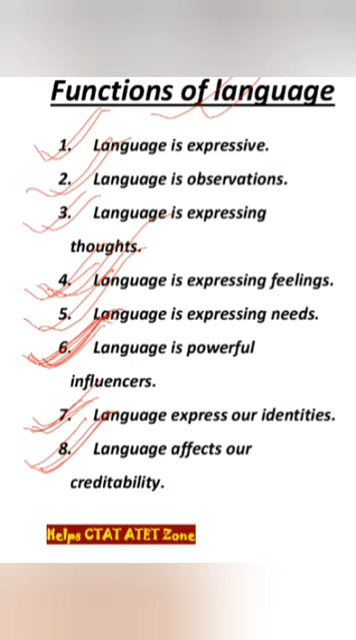 Functions of language
1. Language is expressive.
2. Language is observations.
3. Language is expressing
thoughts.
4. Language is expressing feelings.
5. Language is expressing needs.
6. Language is powerful
influencers.
7. Language express our identities.
8. Language affects our
creditability.
Helps CTAT ATET Zone